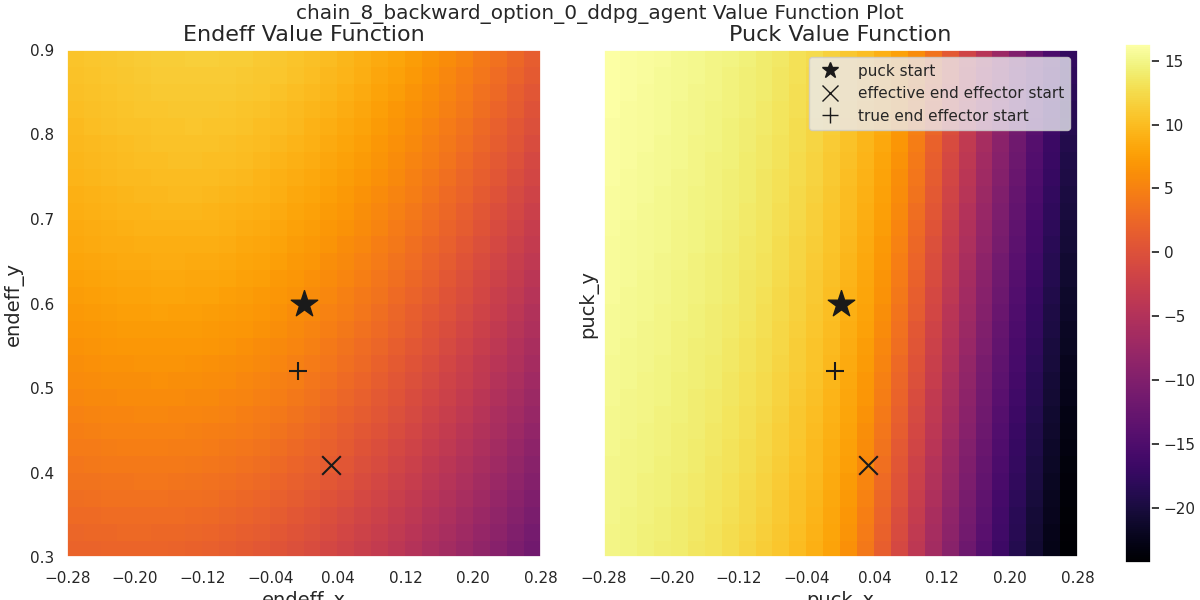 chain_8_backward_option_0_ddpg_agent Value Function Plot
Endeff Value Function
0.9
0.8
0.7
0.6
0.5
0.4
0.3
endeff_y
−0.28 −0.20 −0.12 −0.04 0.04 0.12 0.20 0.28
endeff_x
Puck Value Function
puck start
effective end effector start
true end effector start
puck_y
−0.28 −0.20 −0.12 −0.04 0.04 0.12 0.20 0.28
puck_x
15
10
5
0
−5
−10
−15
−20